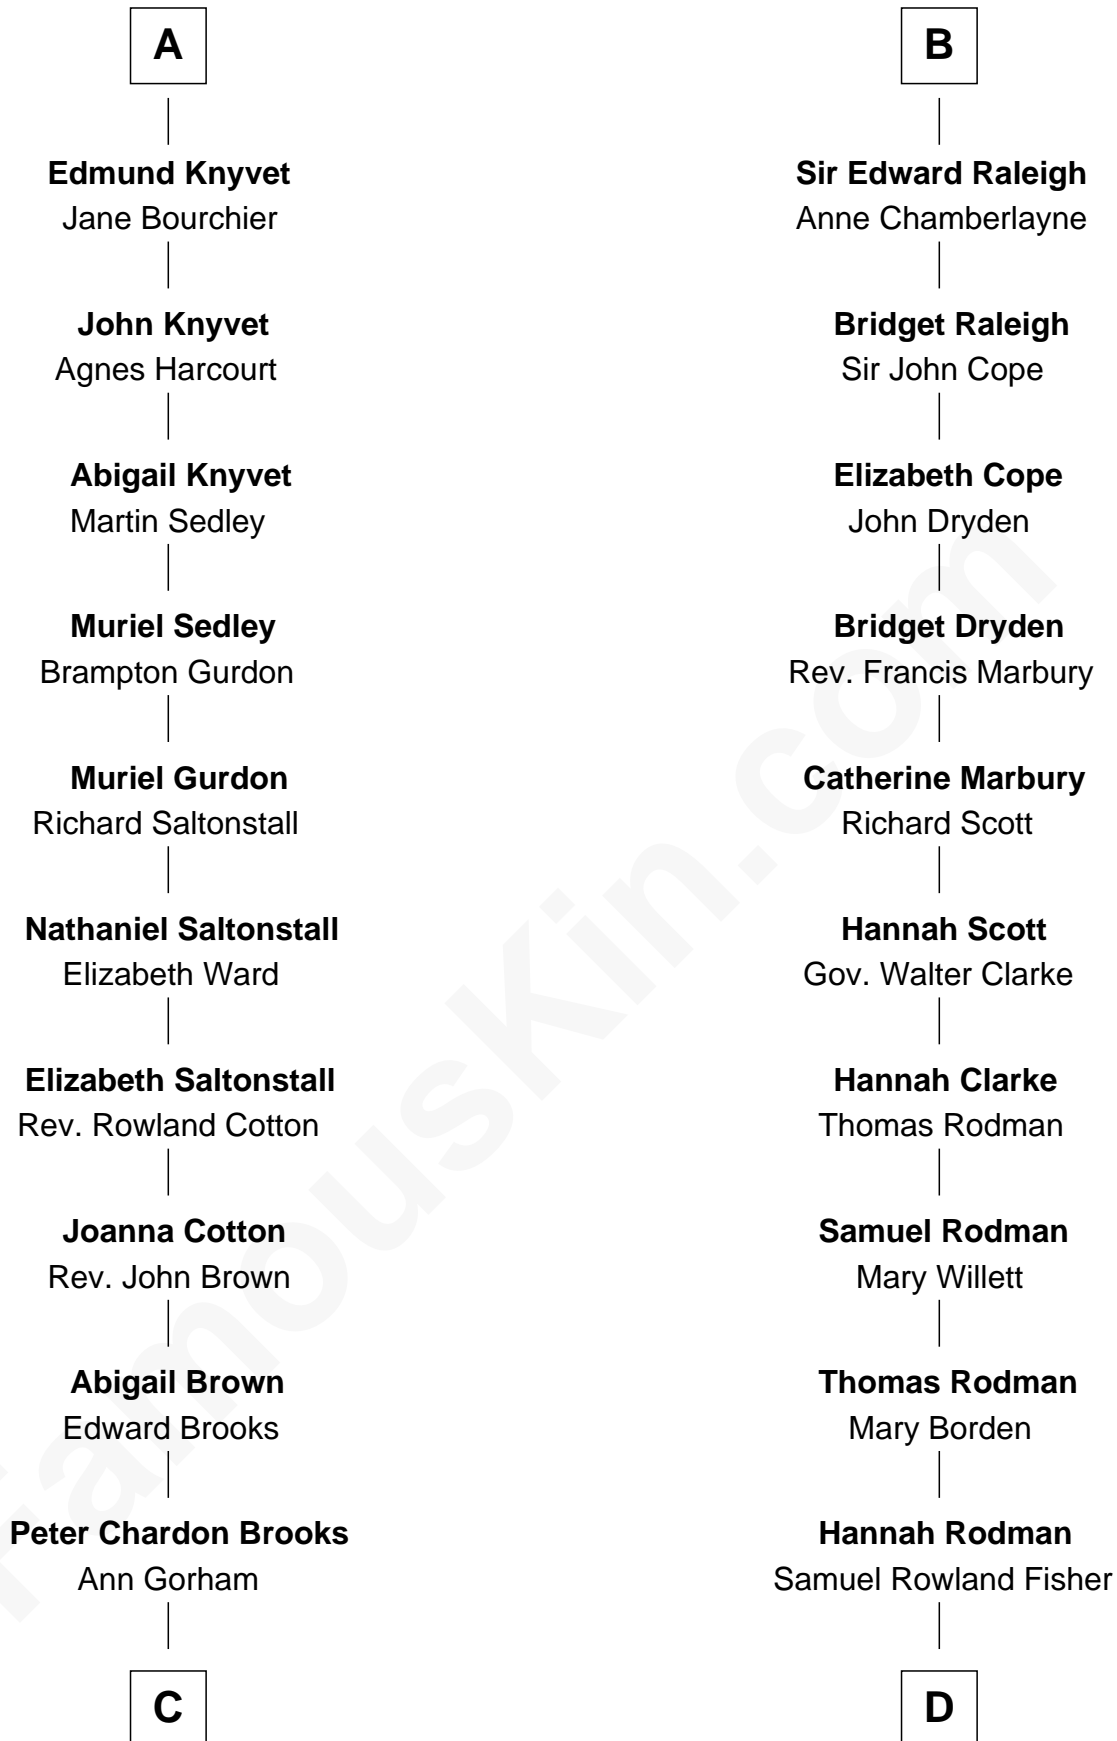 A
Edmund Knyvet
Jane Bourchier
John Knyvet
Agnes Harcourt
Abigail Knyvet
Martin Sedley
Muriel Sedley
Brampton Gurdon
Muriel Gurdon
Richard Saltonstall
Nathaniel Saltonstall
Elizabeth Ward
Elizabeth Saltonstall
Rev. Rowland Cotton
Joanna Cotton
Rev. John Brown
Abigail Brown
Edward Brooks
Peter Chardon Brooks
Ann Gorham
C
B
Sir Edward Raleigh
Anne Chamberlayne
Bridget Raleigh
Sir John Cope
Elizabeth Cope
John Dryden
Bridget Dryden
Rev. Francis Marbury
Catherine Marbury
Richard Scott
Hannah Scott
Gov. Walter Clarke
Hannah Clarke
Thomas Rodman
Samuel Rodman
Mary Willett
Thomas Rodman
Mary Borden
Hannah Rodman
Samuel Rowland Fisher
D
FamousKin.com